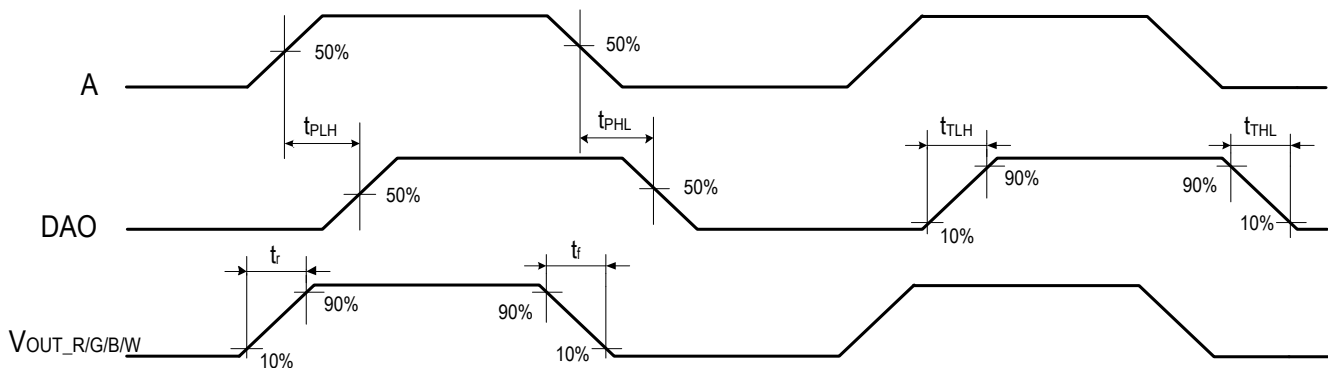 50%
50%
A
tPLH
tPHL
tTLH
tTHL
50%
50%
90%
90%
DAO
10%
10%
tr
tf
90%
90%
VOUT_R/G/B/W
10%
10%